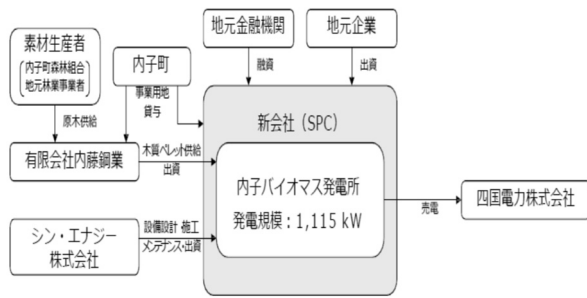 素材生産者
内子町森林組合
地元林業事業者
内子町
地元金融機関
地元企業
原木供給
事業用地
貸与
融資
出資
新会社（SPC）
有限会社内藤鋼業
木質ペレット供給
出資
内子バイオマス発電所
発電規模：1,115 kW
売電
四国電力株式会社
シン・エナジー
株式会社
設備設計・施工
メンテナンス・出資